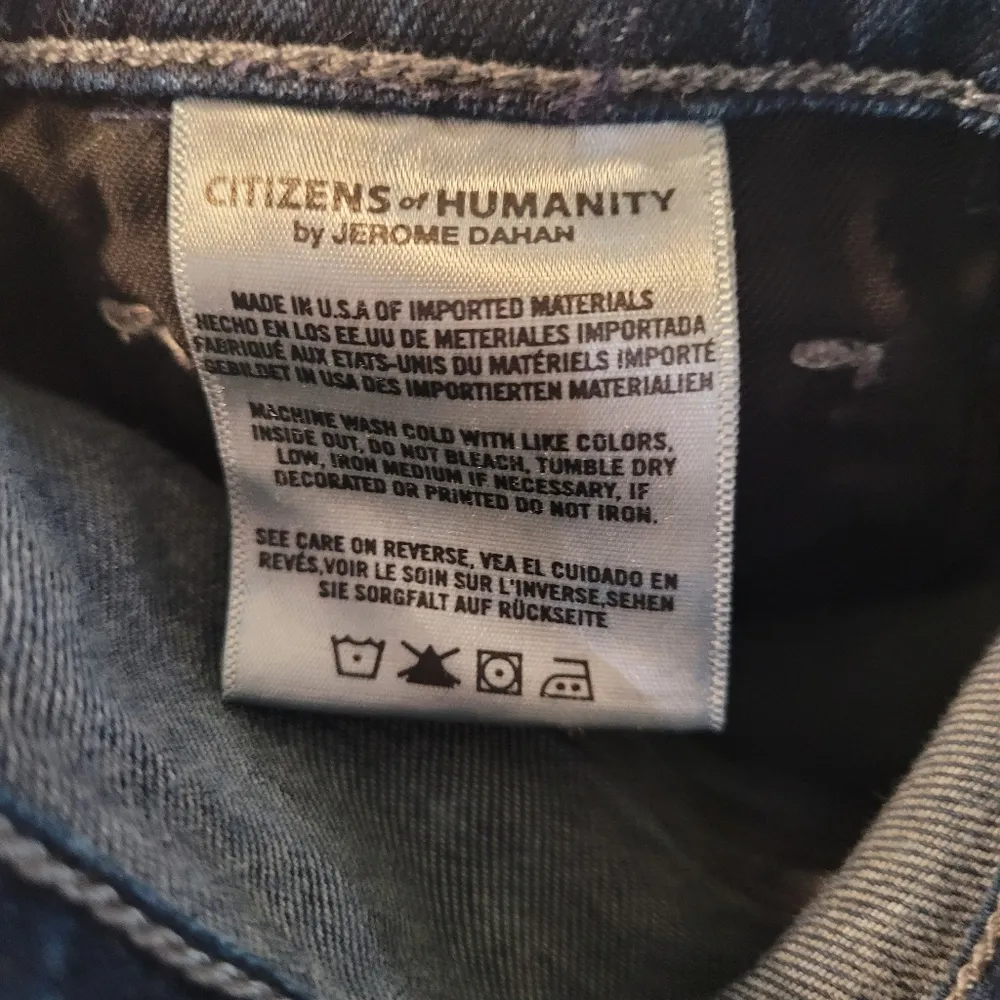 CITIZENS of HUMANITY
by JEROME DAHAN
MADE IN U.S.A OF IMPORTED MATERIALS
HECHO EN LOS EE.UU DE METERIALES IMPORTADA
FABRIQUÉ AUX ETATS-UNIS DU MATÉRIELS IMPORTÉ
GEBILDET IN USA DES IMPORTIERTEN MATERIALIEH
MACHINE WASH COLD WITH LIKE COLORS,
INSIDE OUT, DO NOT BLEACH, TUMBLE DRY
LOW, IRON MEDIUM IF NECESSARY, IF
DECORATED OR PRINTED DO NOT IRON.
SEE CARE ON REVERSE, VEA EL CUIDADO EN
REVÉS,VOIR LE SOIN SUR L'INVERSE,SEHEN
SIE SORGFALT AUF RÜCKSEITE